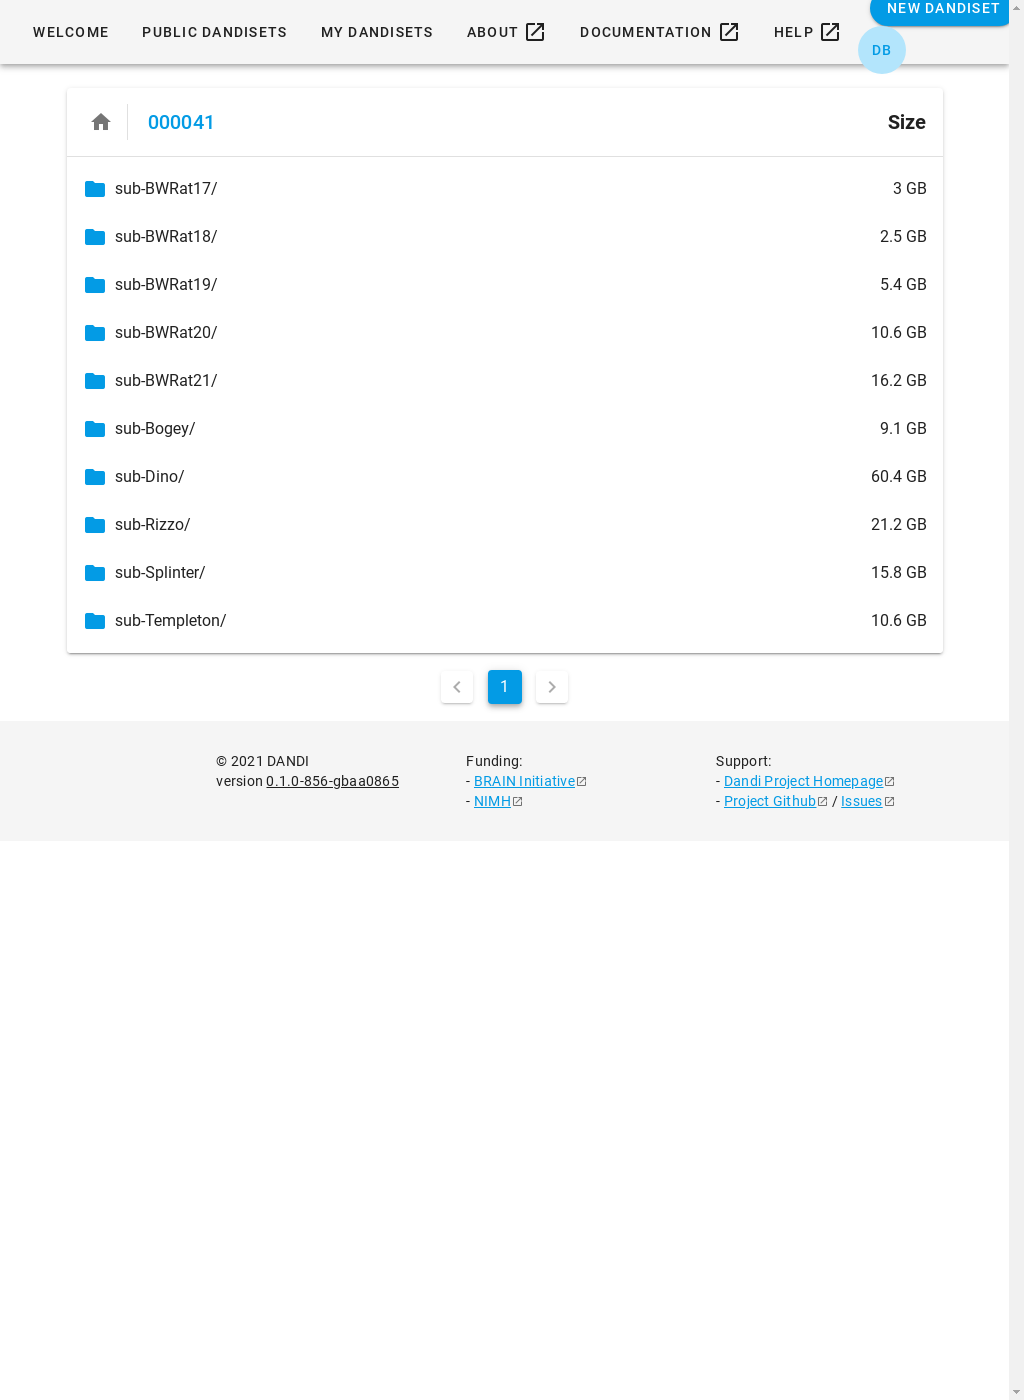 NEW DANDISET
WELCOME PUBLIC DANDISETS MY DANDISETS ABOUT DOCUMENTATION HELP
DB
000041 Size
sub-BWRat17/ 3 GB
sub-BWRat18/ 2.5 GB
sub-BWRat19/ 5.4 GB
sub-BWRat20/ 10.6 GB
sub-BWRat21/ 16.2 GB
sub-Bogey/ 9.1 GB
sub-Dino/ 60.4 GB
sub-Rizzo/ 21.2 GB
sub-Splinter/ 15.8 GB
sub-Templeton/ 10.6 GB
1
© 2021 DANDI
version 0.1.0-856-gbaa0865
Funding:
- BRAIN Initiative
- NIMH
Support:
- Dandi Project Homepage
- Project Github / Issues